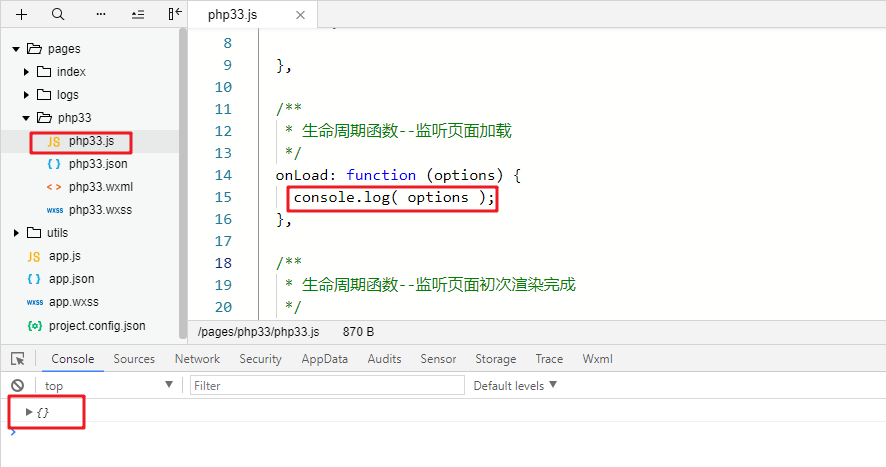 php33.js
pages
index
logs
php33
php33.js
php33.json
php33.wxml
php33.wxss
utils
app.js
app.json
app.wxss
project.config.json
8
9 },
10
11 /**
12 * 生命周期函数--监听页面加载
13 */
14 onLoad: function (options) {
15 console.log( options );
16 },
17
18 /**
19 * 生命周期函数--监听页面初次渲染完成
20 */
/pages/php33/php33.js 870 B
Console Sources Network Security AppData Audits Sensor Storage Trace Wxml
top Filter Default levels
{}